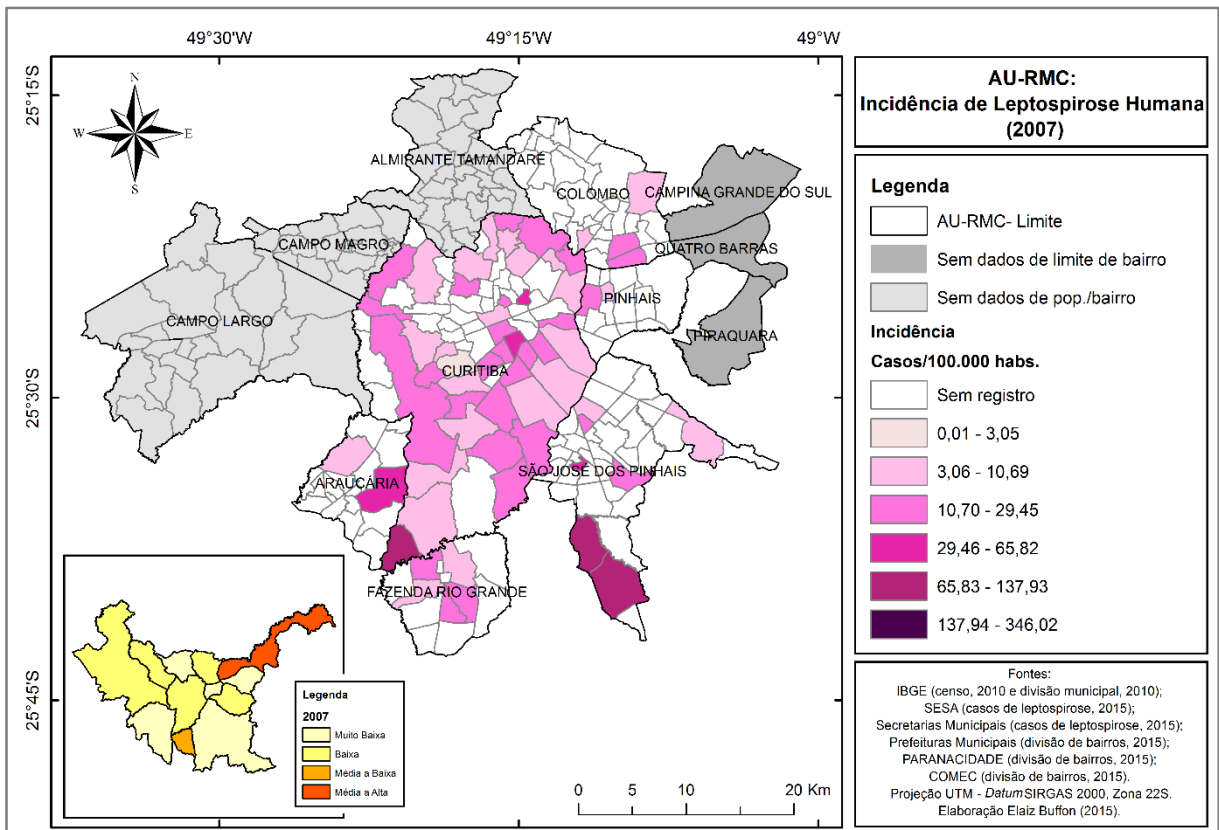 49°30'W
49°15'W
49°W
25°15'S
25°30'S
25°45'S
N
W
E
S
ALMIRANTE TAMANDARÉ
COLOMBO
CAMPINA GRANDE DO SUL
CAMPO MAGRO
QUATRO BARRAS
PINHAIS
CAMPO LARGO
PIRAQUARA
CURITIBA
SÃO JOSÉ DOS PINHAIS
ARAUCÁRIA
FAZENDA RIO GRANDE
Legenda
2007
Muito Baixa
Baixa
Média a Baixa
Média a Alta
0 5 10 20 Km
AU-RMC:
Incidência de Leptospirose Humana
(2007)
Legenda
AU-RMC- Limite
Sem dados de limite de bairro
Sem dados de pop./bairro
Incidência
Casos/100.000 habs.
Sem registro
0,01 - 3,05
3,06 - 10,69
10,70 - 29,45
29,46 - 65,82
65,83 - 137,93
137,94 - 346,02
Fontes:
IBGE (censo, 2010 e divisão municipal, 2010);
SESA (casos de leptospirose, 2015);
Secretarias Municipais (casos de leptospirose, 2015);
Prefeituras Municipais (divisão de bairros, 2015);
PARANACIDADE (divisão de bairros, 2015);
COMEC (divisão de bairros, 2015).
Projeção UTM - Datum SIRGAS 2000, Zona 22S.
Elaboração Elaiz Buffon (2015).